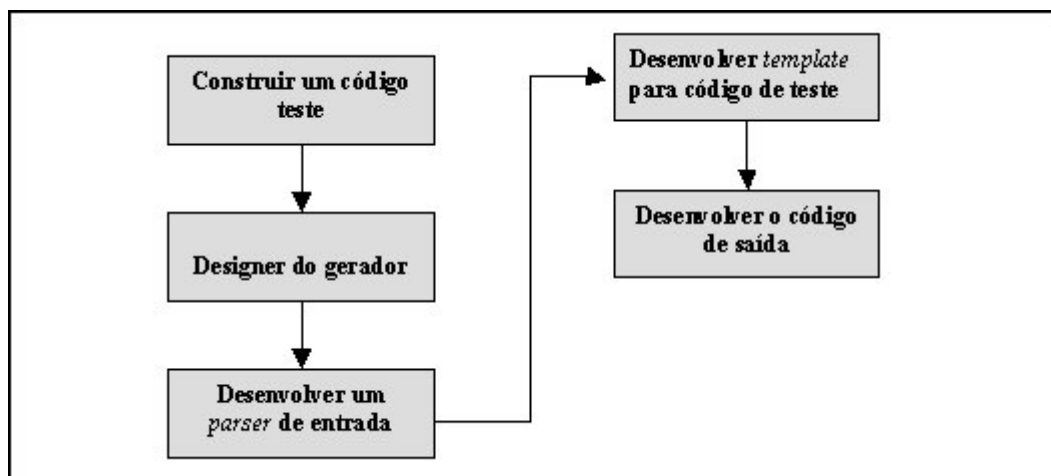 Construir um código
teste
Designer do gerador
Desenvolver um
parser de entrada
Desenvolver template
para código de teste
Desenvolver o código
de saída